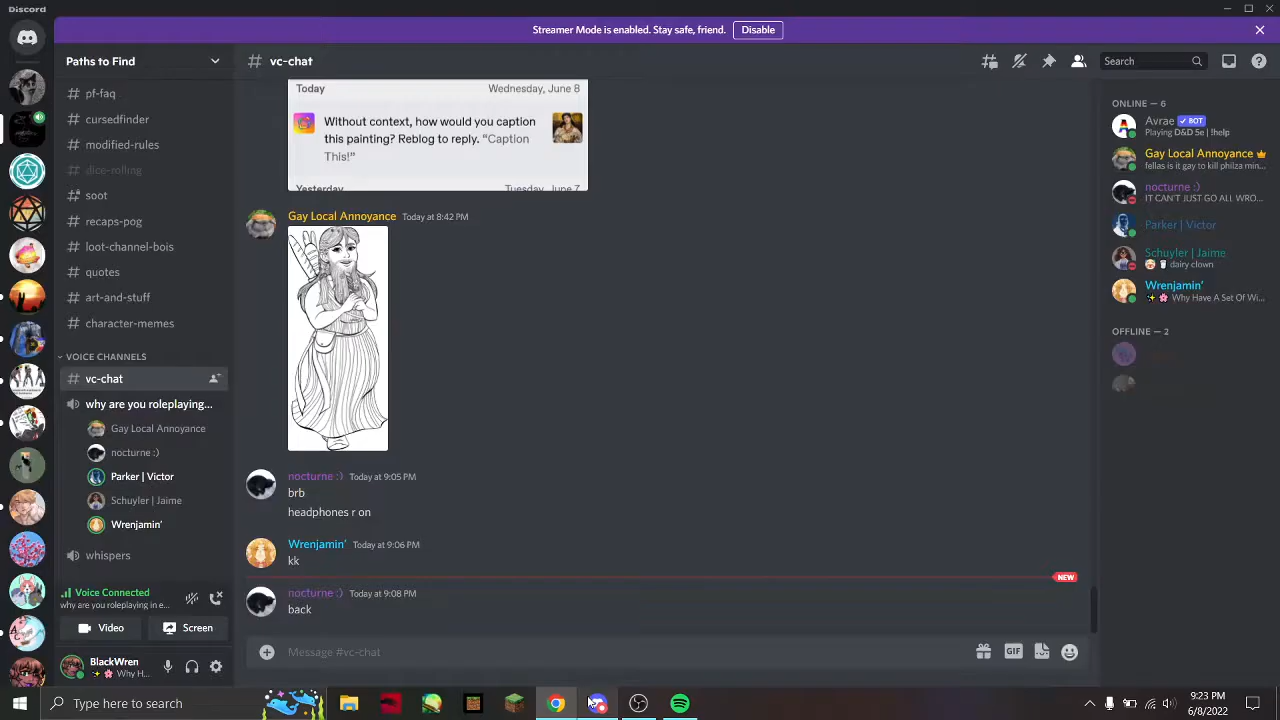 Discord
Streamer Mode is enabled. Stay safe, friend.
Disable
Paths to Find
vc-chat
Search
pf-faq
cursedfinder
modified-rules
dice-rolling
soot
recaps-pog
loot-channel-bois
quotes
art-and-stuff
character-memes
VOICE CHANNELS
vc-chat
why are you roleplaying...
Gay Local Annoyance
nocturne :)
Parker | Victor
Schuyler | Jaime
Wrenjamin'
whispers
Voice Connected
why are you roleplaying in e...
Video
Screen
BlackWren
Why H...
Today
Wednesday, June 8
Without context, how would you caption
this painting? Reblog to reply. “Caption
This!”
Yesterday
Tuesday, June 7
Gay Local Annoyance Today at 8:42 PM
nocturne :) Today at 9:05 PM
brb
headphones r on
Wrenjamin' Today at 9:06 PM
kk
NEW
nocturne :) Today at 9:08 PM
back
Message #vc-chat
GIF
ONLINE — 6
Avrae BOT
Playing D&D 5e | !help
Gay Local Annoyance
fellas is it gay to kill philza min...
nocturne :)
IT CAN'T JUST GO ALL WRO...
Parker | Victor
Schuyler | Jaime
dairy clown
Wrenjamin'
Why Have A Set Of Wi...
OFFLINE — 2
Type here to search
9:23 PM
6/8/2022